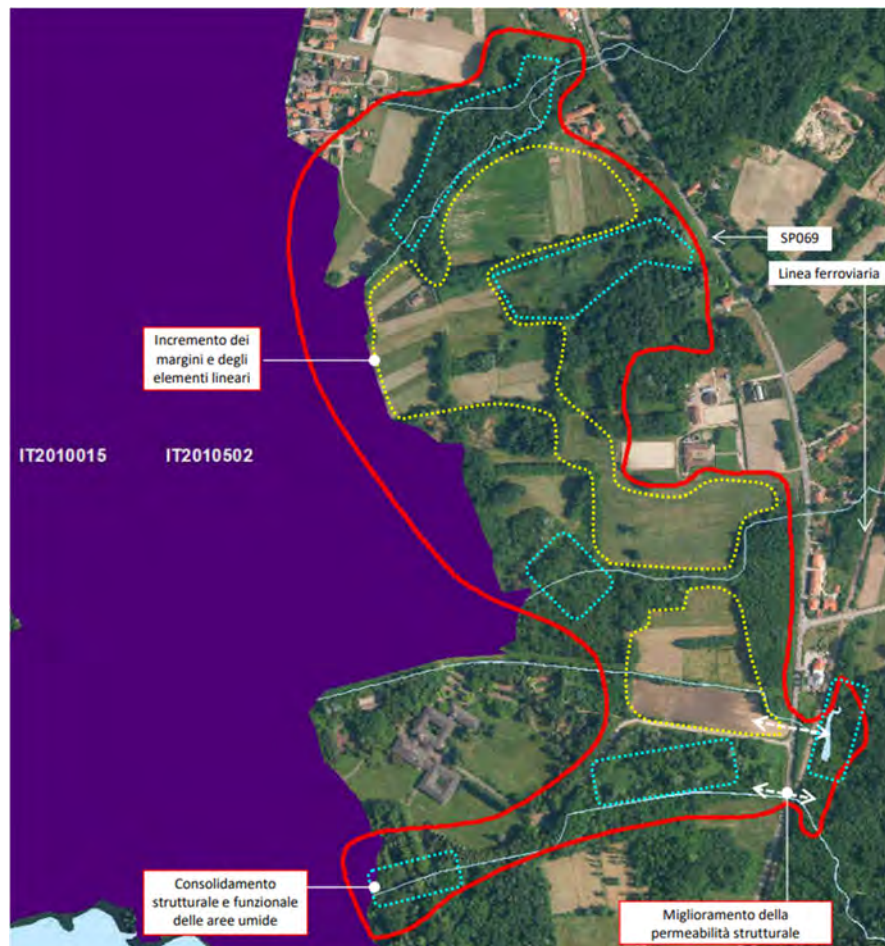 SP069
Linea ferroviaria
Incremento dei
margini e degli
elementi lineari
IT2010015 IT2010502
Consolidamento
strutturale e funzionale
delle aree umide
Miglioramento della
permeabilità strutturale